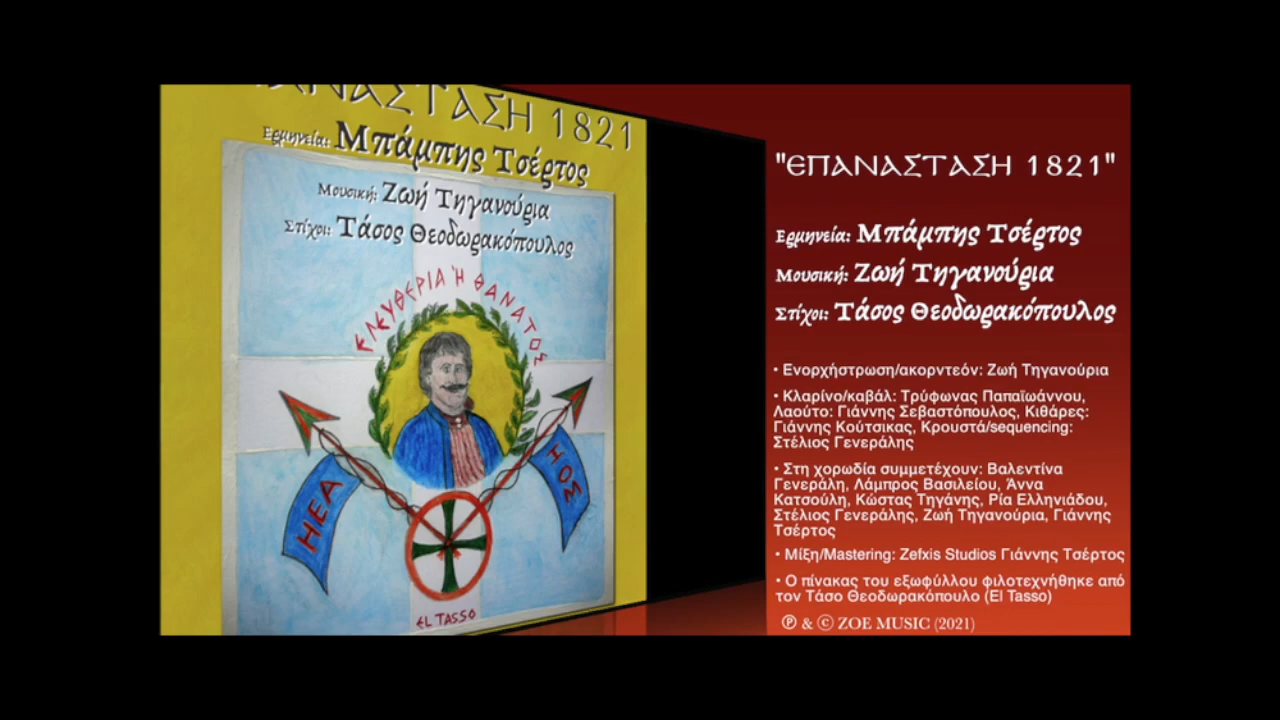 ΑΝΑΣΤΑΣΗ 1821
Ερμηνεία: Μπάμπης Τσέρτος
Μουσική: Ζωή Τηγανούρια
Στίχοι: Τάσος Θεοδωρακόπουλος
ΕΛΕΥΘΕΡΙΑ Ή ΘΑΝΑΤΟΣ
ΗΕΑ
ΙΟΣ
EL TASSO
"ΕΠΑΝΑΣΤΑΣΗ 1821"
Ερμηνεία: Μπάμπης Τσέρτος
Μουσική: Ζωή Τηγανούρια
Στίχοι: Τάσος Θεοδωρακόπουλος
• Ενορχήστρωση/ακορντεόν: Ζωή Τηγανούρια
• Κλαρίνο/καβάλ: Τρύφωνας Παπαϊωάννου,
Λαούτο: Γιάννης Σεβαστόπουλος, Κιθάρες:
Γιάννης Κούτσικας, Κρουστά/sequencing:
Στέλιος Γενεράλης
• Στη χορωδία συμμετέχουν: Βαλεντίνα
Γενεράλη, Λάμπρος Βασιλείου, Άννα
Κατσούλη, Κώστας Τηγάνης, Ρία Ελληνιάδου,
Στέλιος Γενεράλης, Ζωή Τηγανούρια, Γιάννης
Τσέρτος
• Μίξη/Mastering: Zefxis Studios Γιάννης Τσέρτος
• Ο πίνακας του εξωφύλλου φιλοτεχνήθηκε από
τον Τάσο Θεοδωρακόπουλο (El Tasso)
℗ & © ZOE MUSIC (2021)